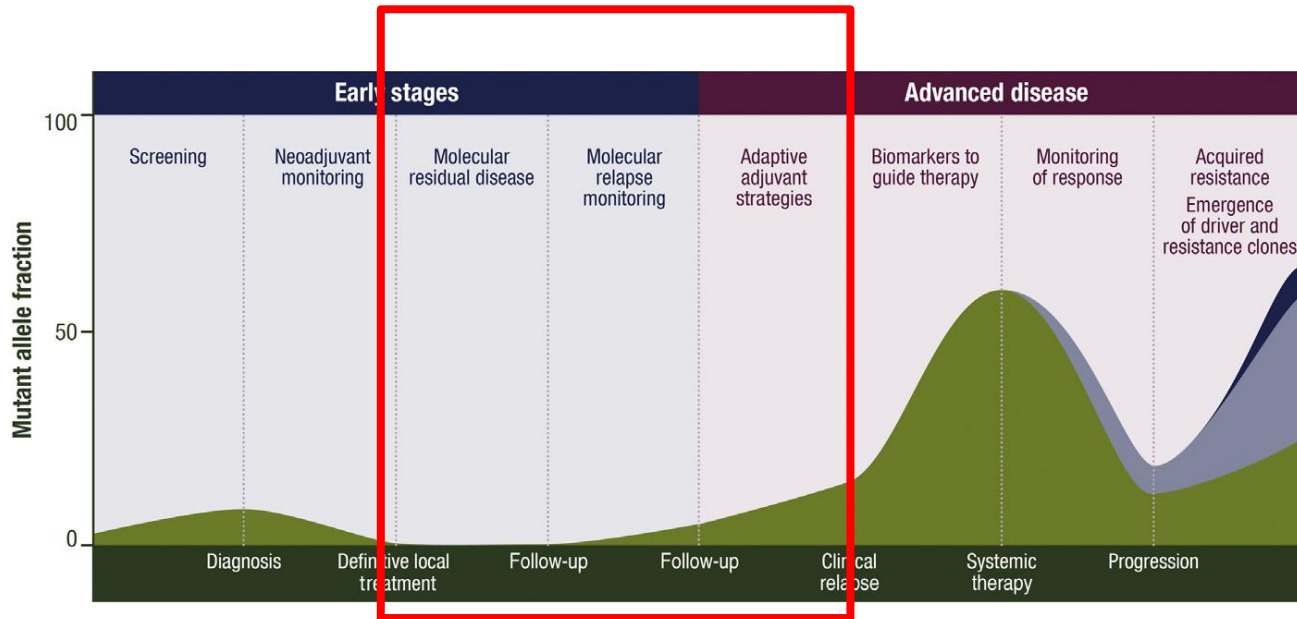 Early stages
Advanced disease
Mutant allele fraction
100
50
0
Screening
Neoadjuvant
monitoring
Molecular
residual disease
Molecular
relapse
monitoring
Adaptive
adjuvant
strategies
Biomarkers to
guide therapy
Monitoring
of response
Acquired
resistance
Emergence
of driver and
resistance clones
Diagnosis
Definitive local
treatment
Follow-up
Follow-up
Clinical
relapse
Systemic
therapy
Progression